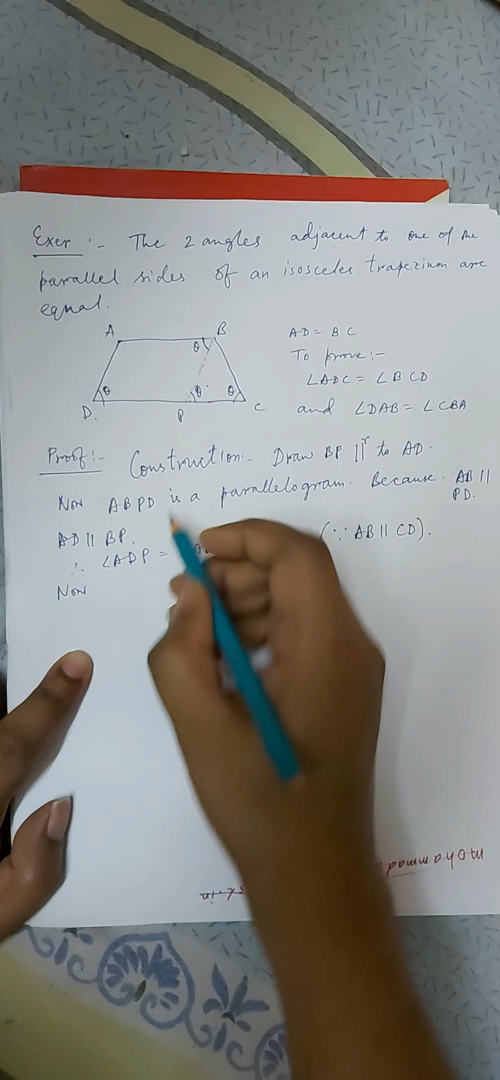 Exer :- The 2 angles adjacent to one of the
parallel sides of an isosceles trapezium are
equal.
A B
θ
D θ θ θ C
P
AD = BC.
To prove:-
∠ADC = ∠BCD
and ∠DAB = ∠CBA
Proof:- Construction:- Draw BP ||r to AD.
Now ABPD is a parallelogram. Because AB ||
PD.
AD || BP.
(∵ AB || CD).
∴ ∠ADP =
Now
Mohammad